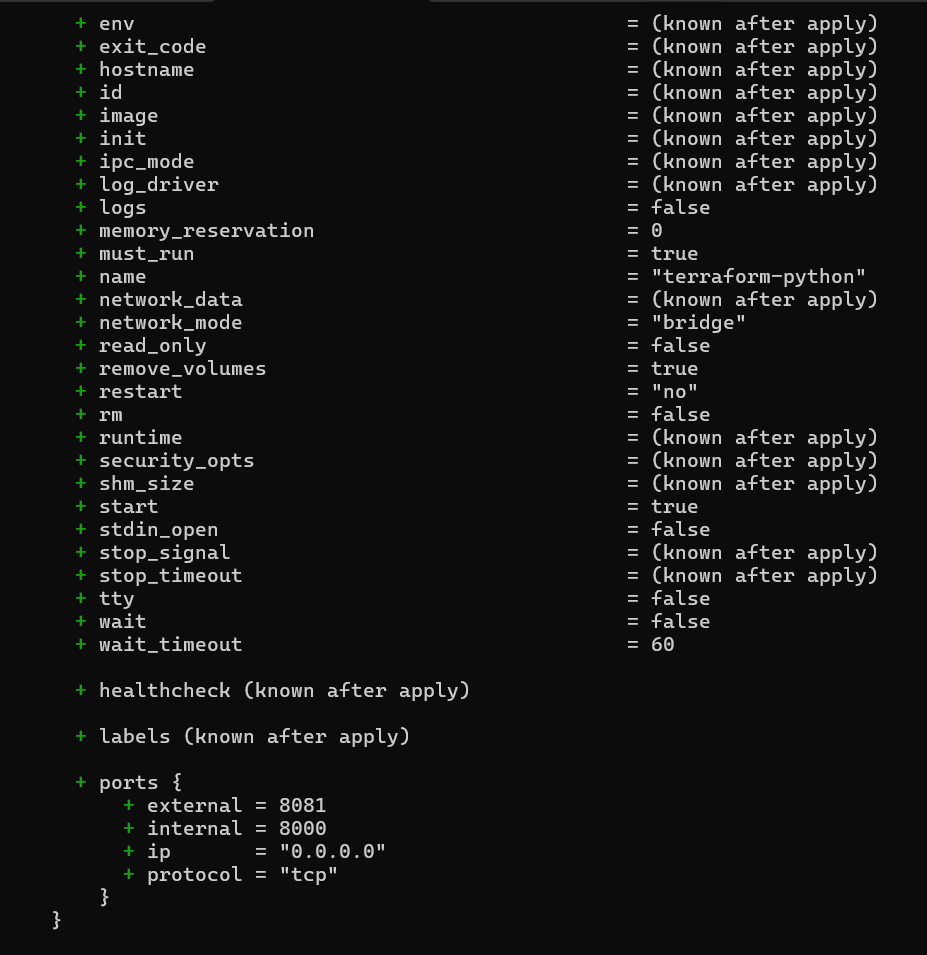 + env = (known after apply)
+ exit_code = (known after apply)
+ hostname = (known after apply)
+ id = (known after apply)
+ image = (known after apply)
+ init = (known after apply)
+ ipc_mode = (known after apply)
+ log_driver = (known after apply)
+ logs = false
+ memory_reservation = 0
+ must_run = true
+ name = "terraform-python"
+ network_data = (known after apply)
+ network_mode = "bridge"
+ read_only = false
+ remove_volumes = true
+ restart = "no"
+ rm = false
+ runtime = (known after apply)
+ security_opts = (known after apply)
+ shm_size = (known after apply)
+ start = true
+ stdin_open = false
+ stop_signal = (known after apply)
+ stop_timeout = (known after apply)
+ tty = false
+ wait = false
+ wait_timeout = 60
+ healthcheck (known after apply)
+ labels (known after apply)
+ ports {
+ external = 8081
+ internal = 8000
+ ip = "0.0.0.0"
+ protocol = "tcp"
}
}